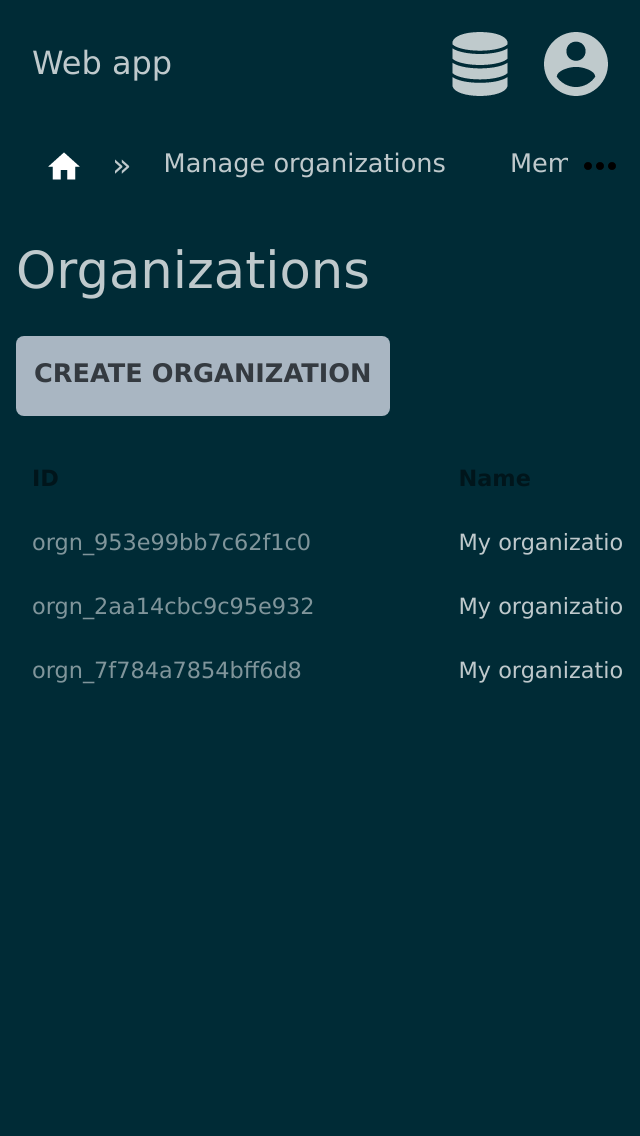 Web app
» Manage organizations Mem •••
Organizations
CREATE ORGANIZATION
ID Name
orgn_953e99bb7c62f1c0 My organizatio
orgn_2aa14cbc9c95e932 My organizatio
orgn_7f784a7854bff6d8 My organizatio